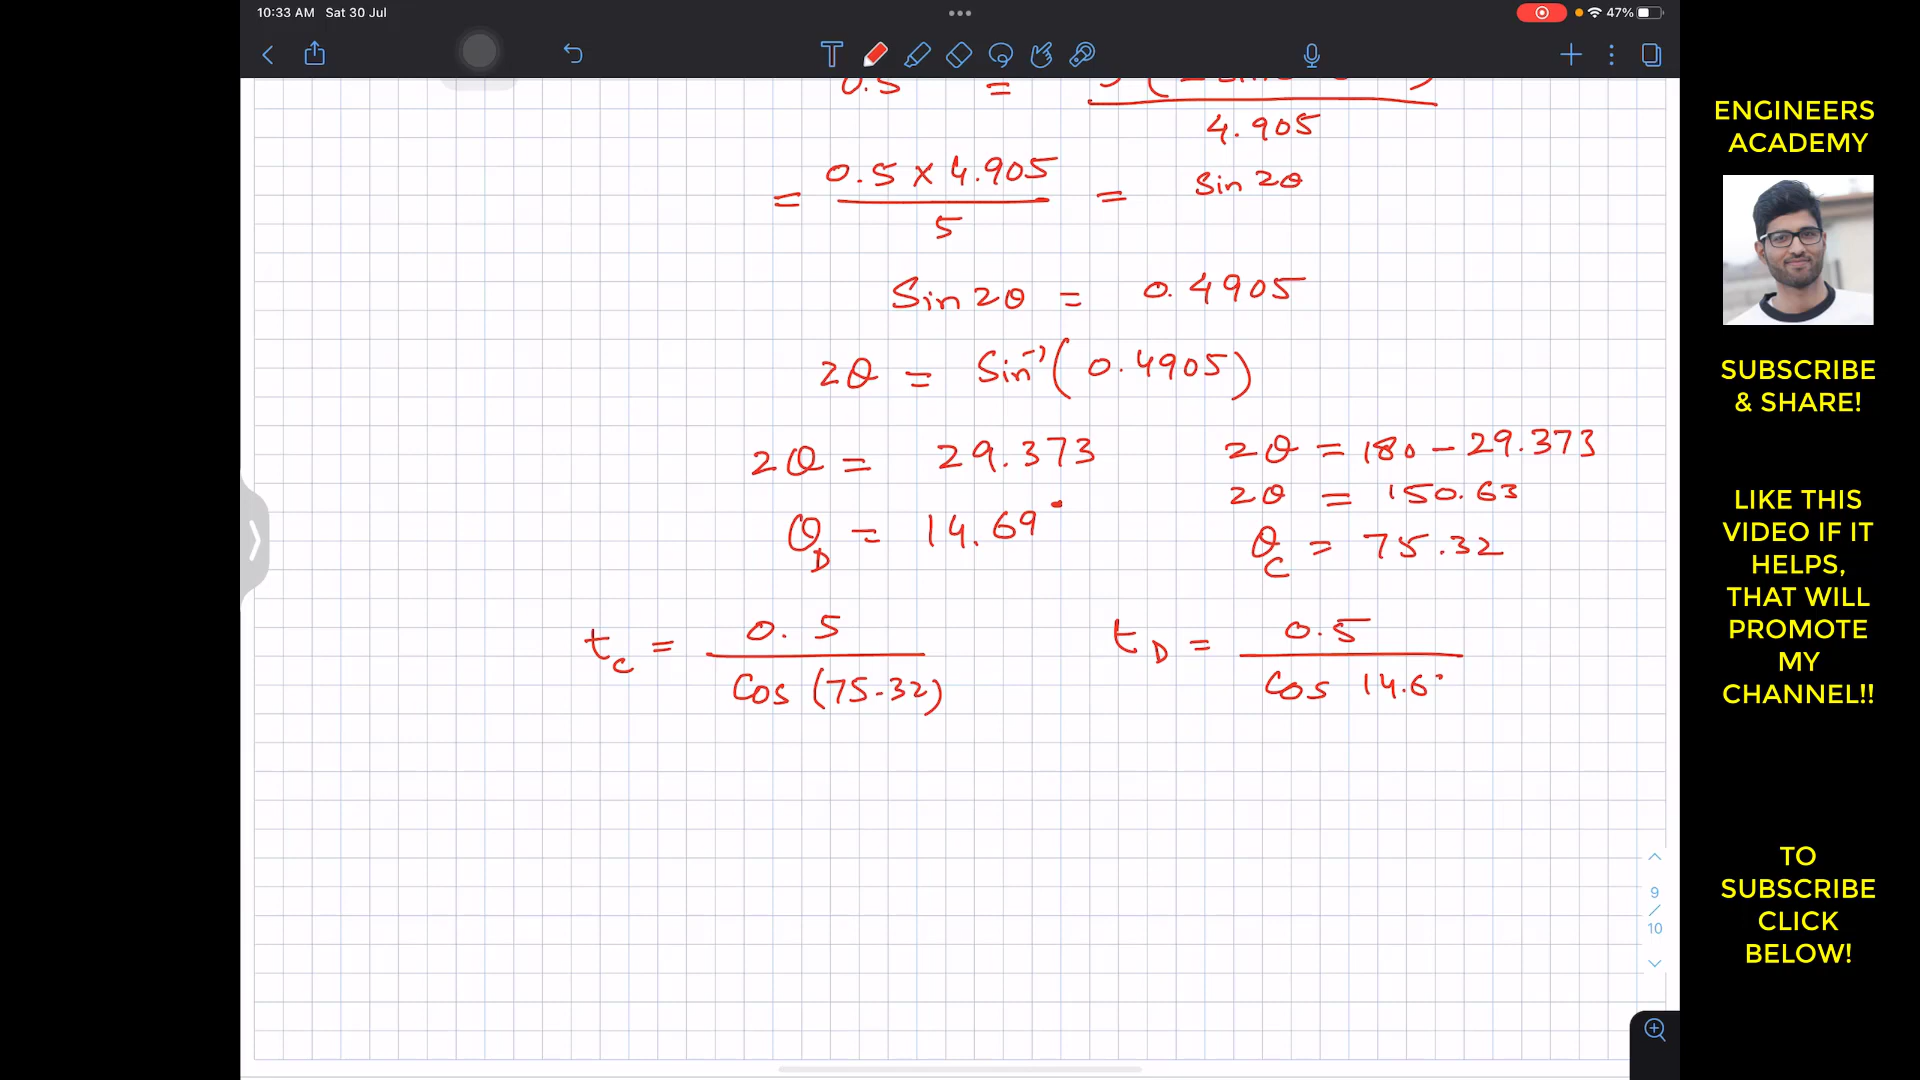 10:33 AM Sat 30 Jul
47%
0.5 =
4.905
= 0.5 × 4.905 / 5 = Sin 2θ
Sin 2θ = 0.4905
2θ = Sin⁻¹(0.4905)
2θ = 29.373
2θ = 180 - 29.373
2θ = 150.63
θD = 14.69°
θC = 75.32
tC = 0.5 / Cos (75.32)
tD = 0.5 / Cos 14.6
9
/
10
ENGINEERS
ACADEMY
SUBSCRIBE
& SHARE!
LIKE THIS
VIDEO IF IT
HELPS,
THAT WILL
PROMOTE
MY
CHANNEL!!
TO
SUBSCRIBE
CLICK
BELOW!